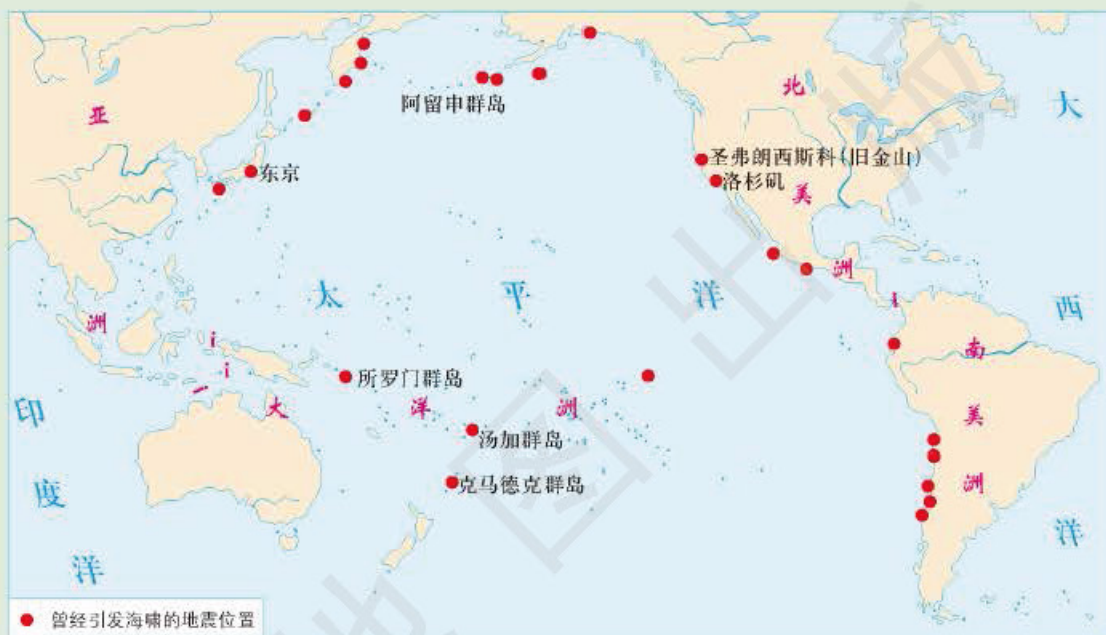 阿留申群岛
北
大
亚
圣弗朗西斯科（旧金山）
东京
洛杉矶
美
洲
太
平
洋
西
洲
南
所罗门群岛
大
洋
洲
美
印
汤加群岛
克马德克群岛
洲
度
洋
洋
曾经引发海啸的地震位置